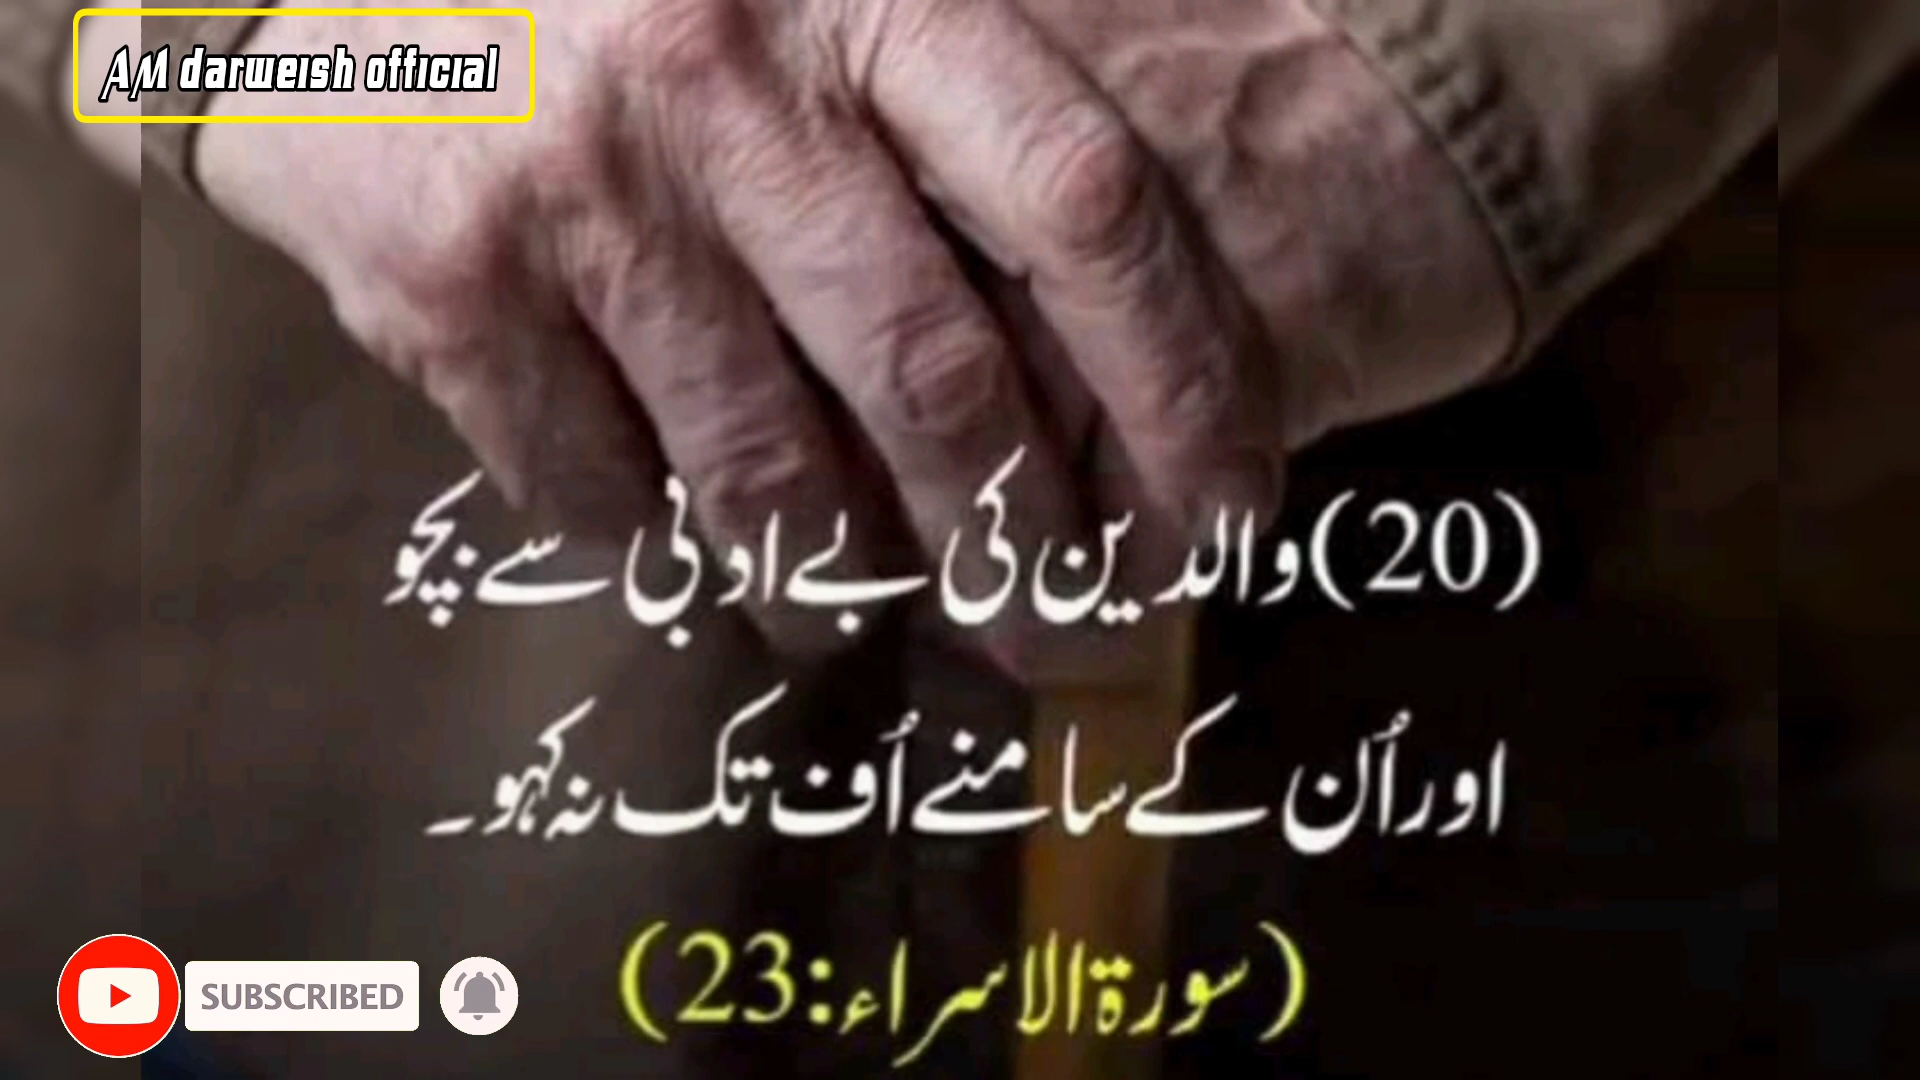 AM darweish official
(20) والدین کی بے ادبی سے بچو
اور اُن کے سامنے اُف تک نہ کہو۔
(سورۃ الاسراء:23)
SUBSCRIBED